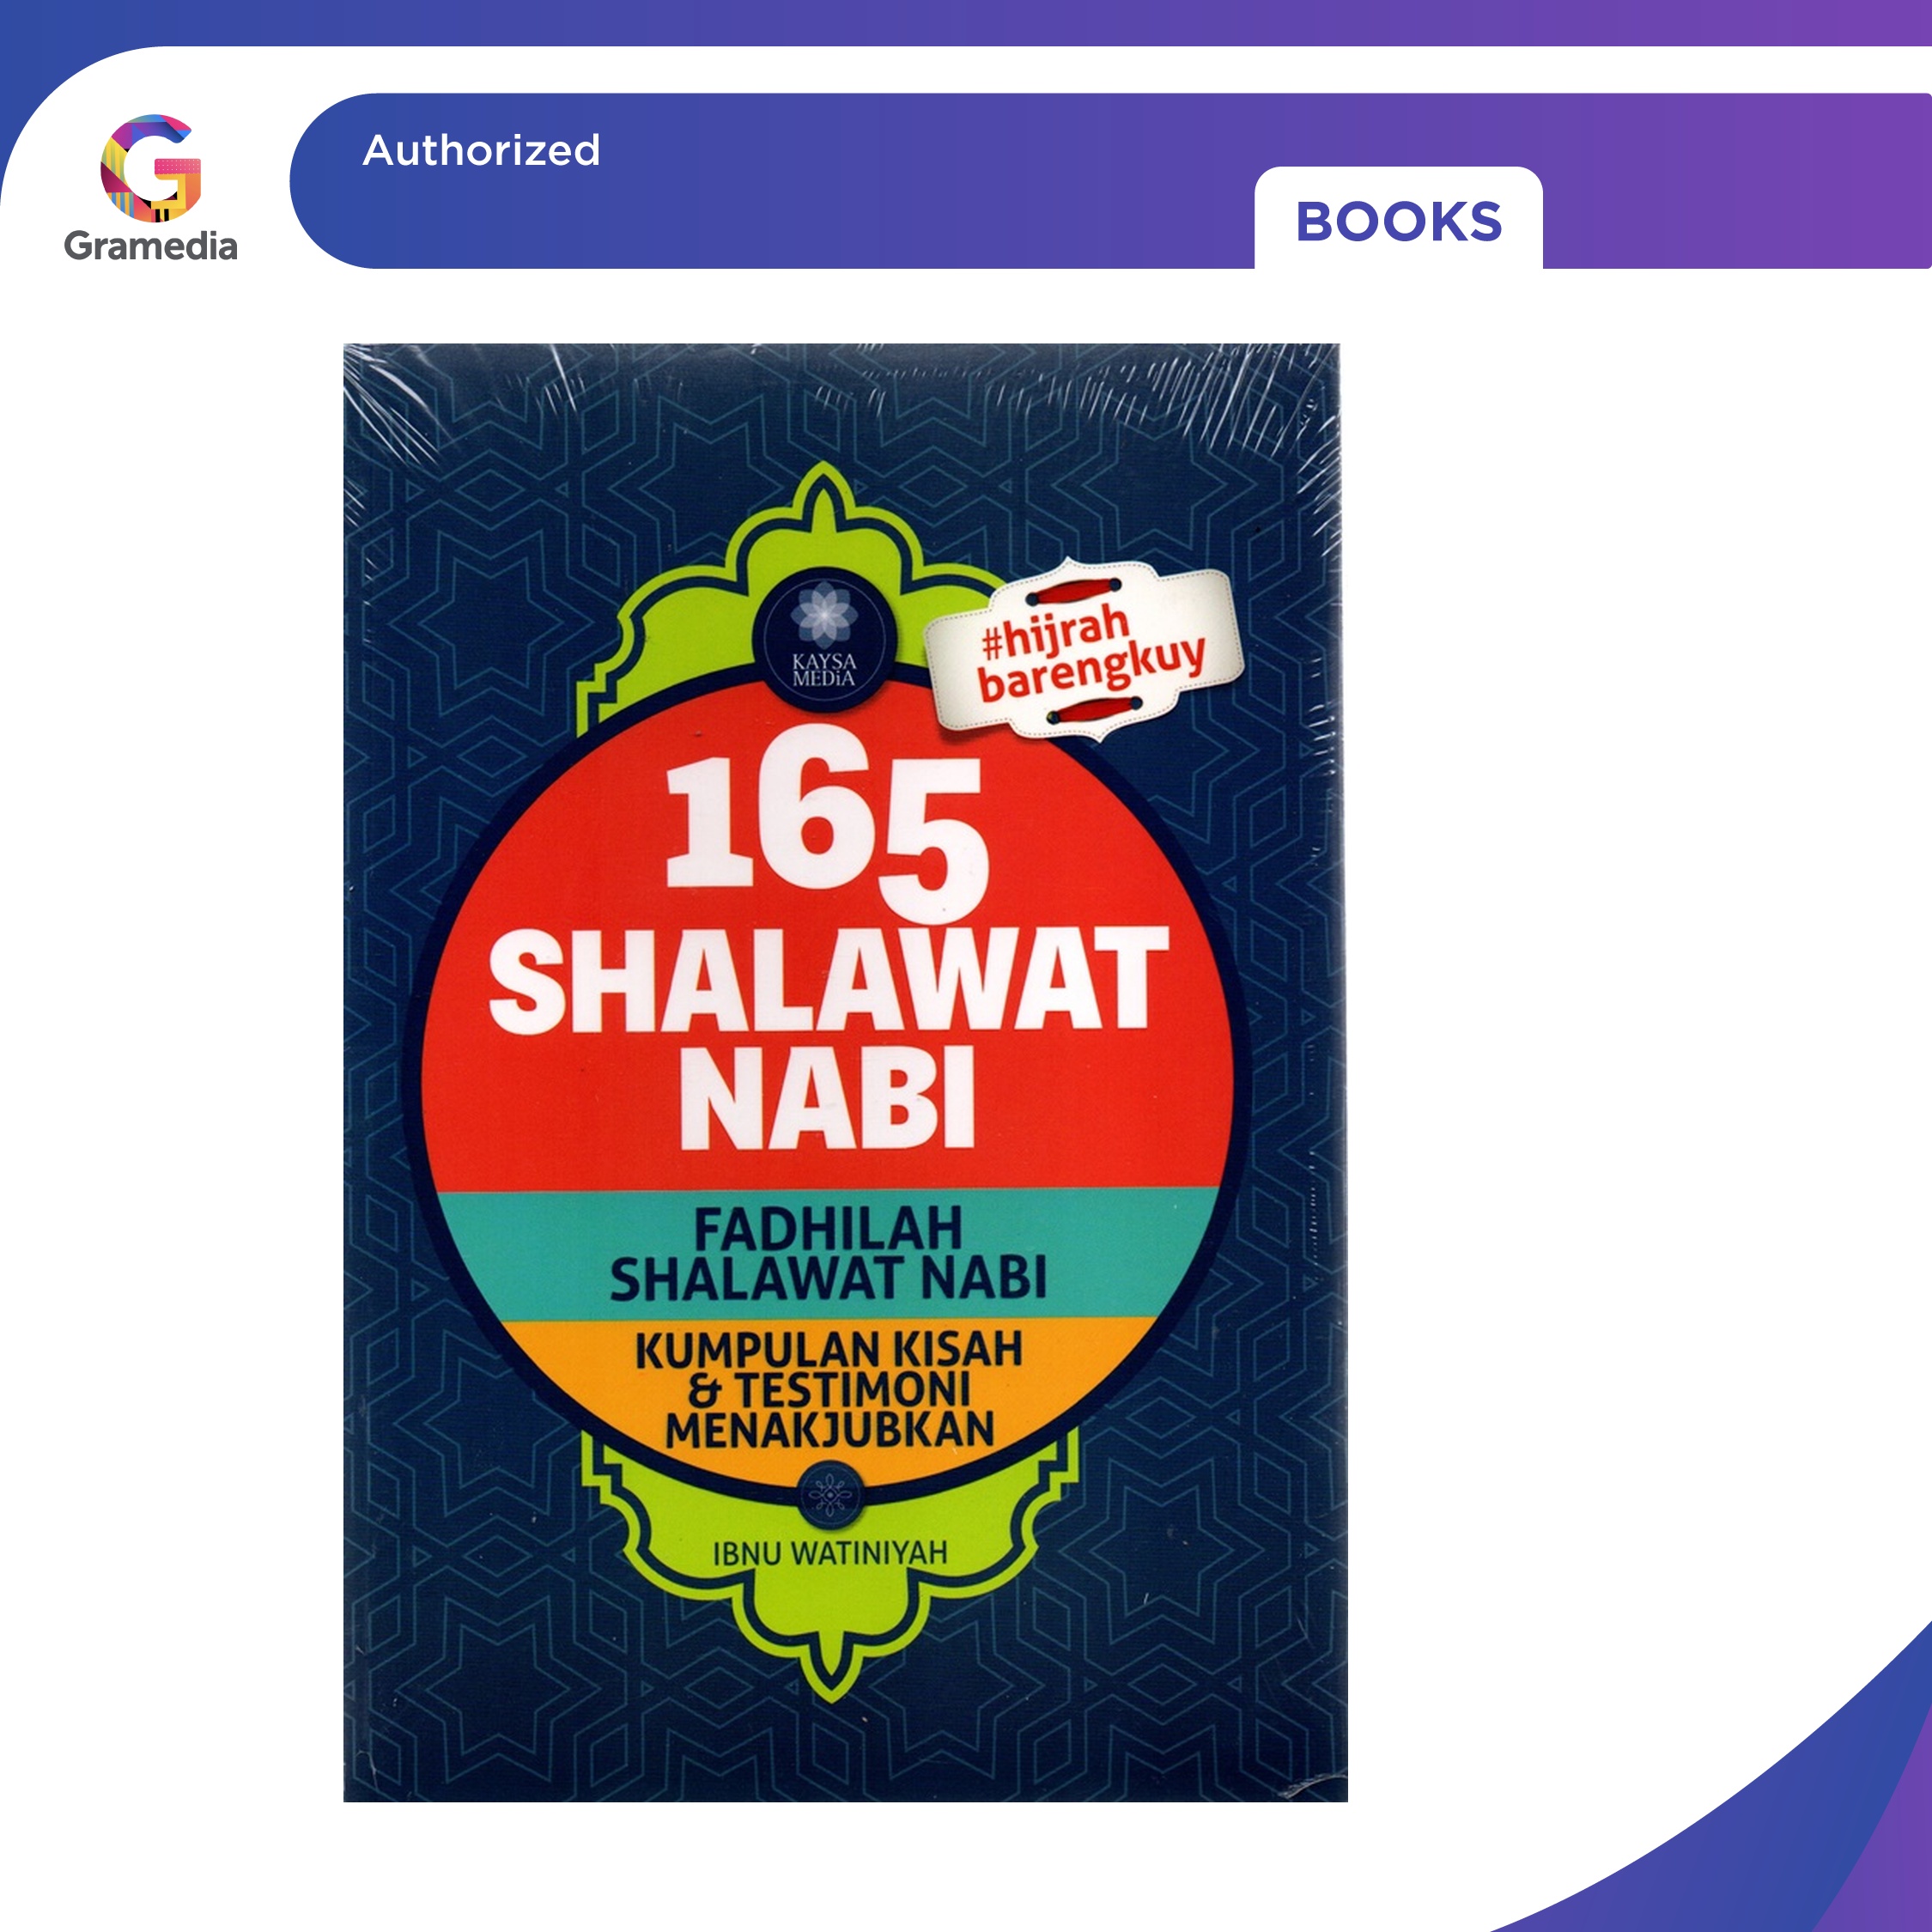 Authorized
Gramedia
BOOKS
KAYSA
MEDiA
#hijrah
barengkuy
165
SHALAWAT
NABI
FADHILAH
SHALAWAT NABI
KUMPULAN KISAH
& TESTIMONI
MENAKJUBKAN
IBNU WATINIYAH